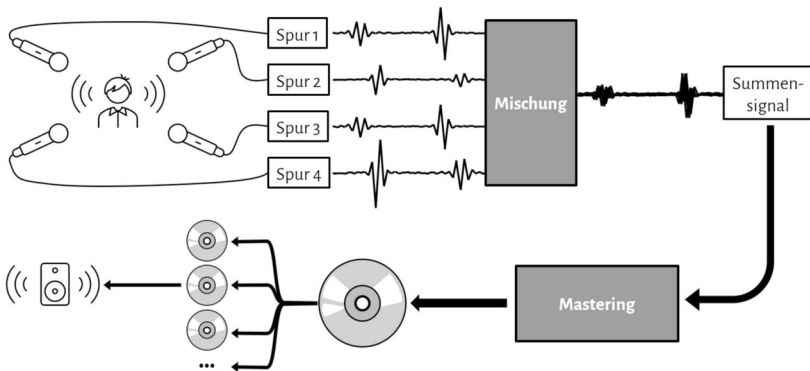 Spur 1
Spur 2
Spur 3
Spur 4
Mischung
Summen-
signal
Mastering
...